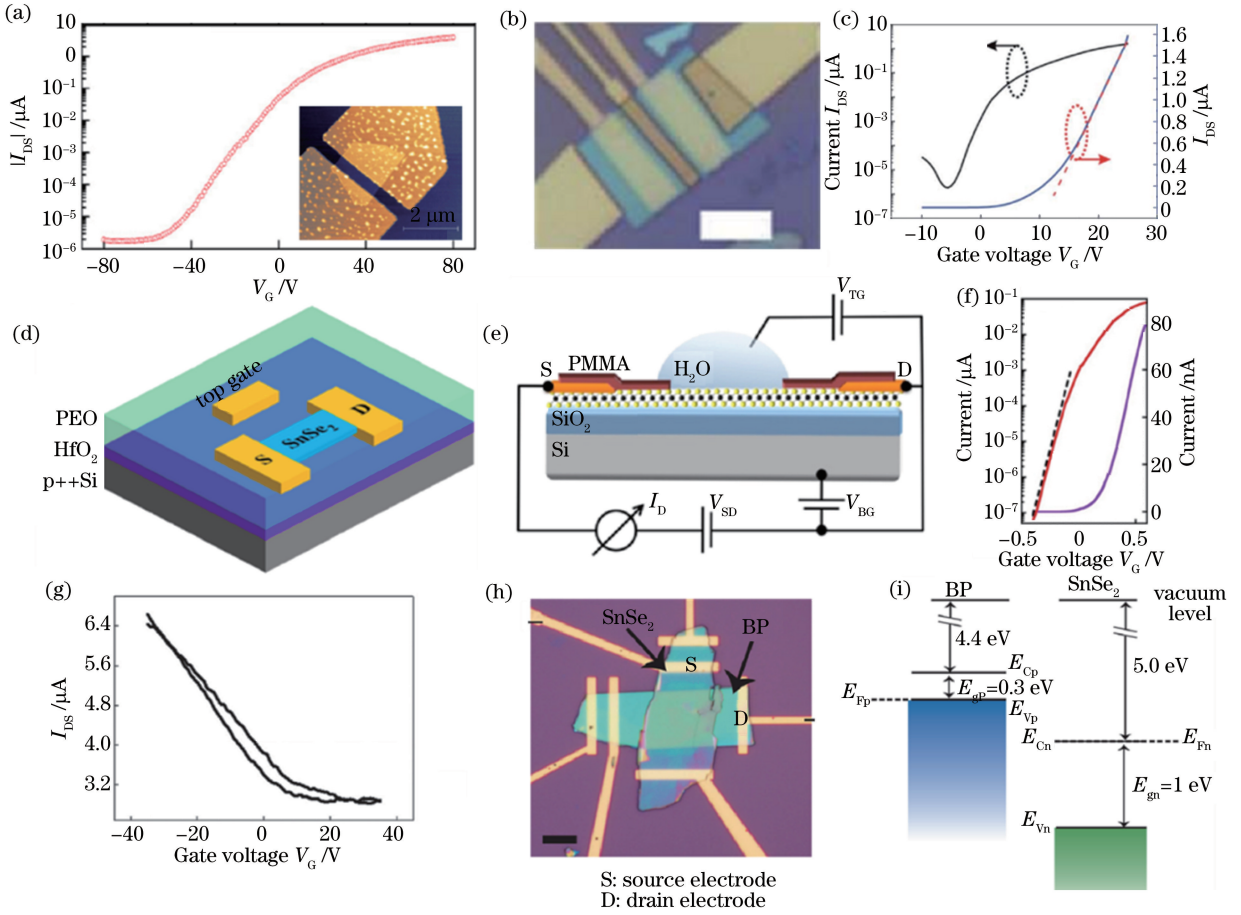 (a)
10
0
10⁻¹
10⁻²
10⁻³
10⁻⁴
10⁻⁵
10⁻⁶
|I_DS| /μA
−80
−40
0
40
80
V_G /V
2 μm
(b)
(c)
10
10⁻¹
10⁻³
10⁻⁵
10⁻⁷
Current I_DS /μA
1.6
1.4
1.2
1.0
0.8
0.6
0.4
0.2
0
I_DS /μA
−10
−5
0
10
20
30
Gate voltage V_G /V
(d)
top gate
D
SnSe₂
S
PEO
HfO₂
p++Si
(e)
V_TG
S
PMMA
H₂O
D
SiO₂
Si
I_D
V_SD
V_BG
(f)
10⁻¹
10⁻²
10⁻³
10⁻⁴
10⁻⁵
10⁻⁶
10⁻⁷
Current /μA
80
60
40
20
0
Current /nA
−0.5
0
0.5
Gate voltage V_G /V
(g)
6.4
5.6
4.8
4.0
3.2
I_DS /μA
−40
−20
0
20
40
Gate voltage V_G /V
(h)
SnSe₂
BP
S
D
S: source electrode
D: drain electrode
(i)
BP
SnSe₂
vacuum
level
4.4 eV
5.0 eV
E_Cp
E_gP=0.3 eV
E_Fp
E_Vp
E_Cn
E_Fn
E_gn=1 eV
E_Vn